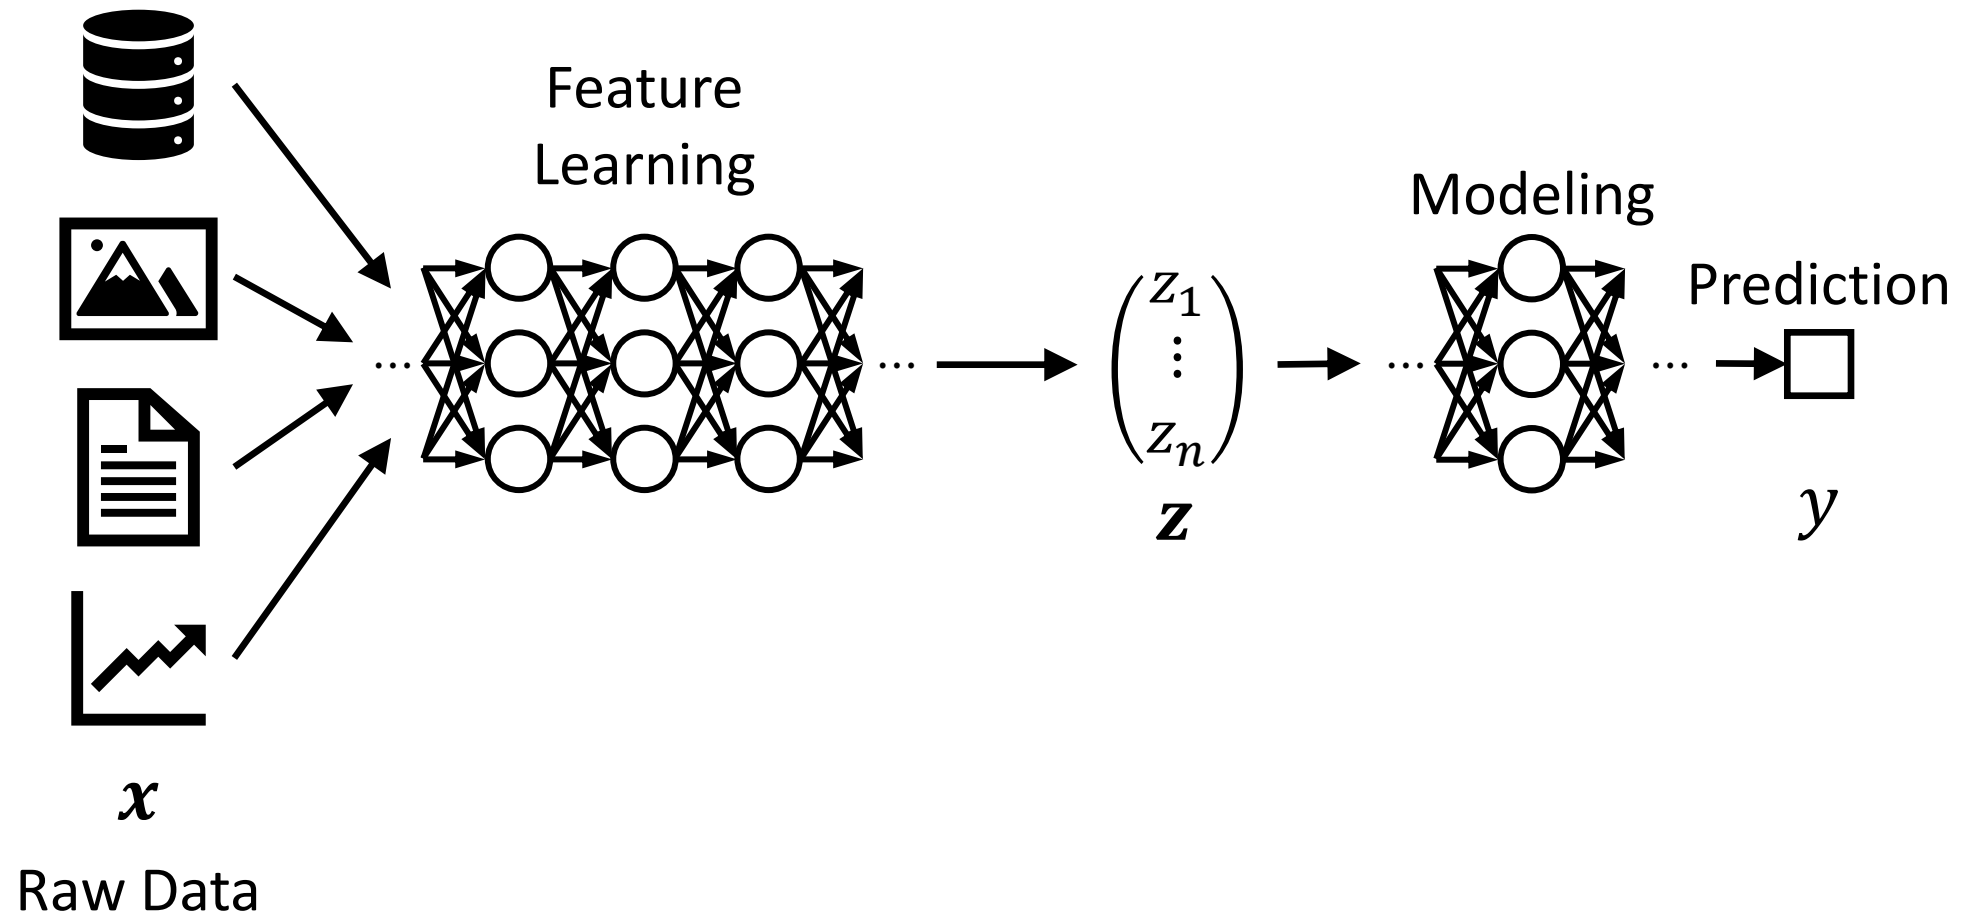 Feature
Learning
Modeling
Prediction
...
...
...
...
z₁
⋮
zₙ
z
y
x
Raw Data